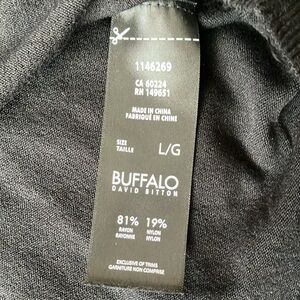 1146269
CA 60224
RN 149651
MADE IN CHINA
FABRIQUÉ EN CHINE
SIZE
TAILLE
L/G
BUFFALO
DAVID BITTON
81% 19%
RAYON NYLON
RAYONNE NYLON
EXCLUSIVE OF TRIMS
GARNITURE NON COMPRISE